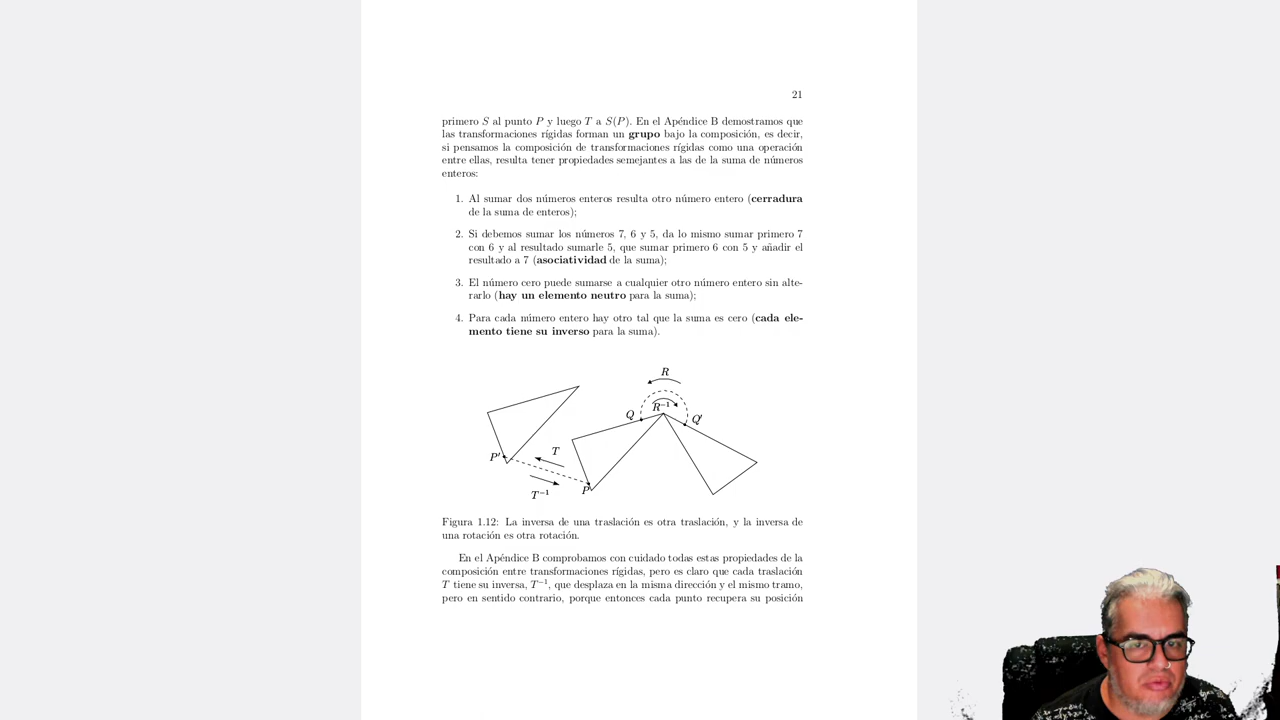 21
primero S al punto P y luego T a S(P). En el Apéndice B demostramos que
las transformaciones rígidas forman un grupo bajo la composición, es decir,
si pensamos la composición de transformaciones rígidas como una operación
entre ellas, resulta tener propiedades semejantes a las de la suma de números
enteros:
1. Al sumar dos números enteros resulta otro número entero (cerradura
de la suma de enteros);
2. Si debemos sumar los números 7, 6 y 5, da lo mismo sumar primero 7
con 6 y al resultado sumarle 5, que sumar primero 6 con 5 y añadir el
resultado a 7 (asociatividad de la suma);
3. El número cero puede sumarse a cualquier otro número entero sin alte-
rarlo (hay un elemento neutro para la suma);
4. Para cada número entero hay otro tal que la suma es cero (cada ele-
mento tiene su inverso para la suma).
R
R⁻¹
Q
Q'
T
P'
T⁻¹
P
Figura 1.12: La inversa de una traslación es otra traslación, y la inversa de
una rotación es otra rotación.
En el Apéndice B comprobamos con cuidado todas estas propiedades de la
composición entre transformaciones rígidas, pero es claro que cada traslación
T tiene su inversa, T⁻¹, que desplaza en la misma dirección y el mismo tramo,
pero en sentido contrario, porque entonces cada punto recupera su posición